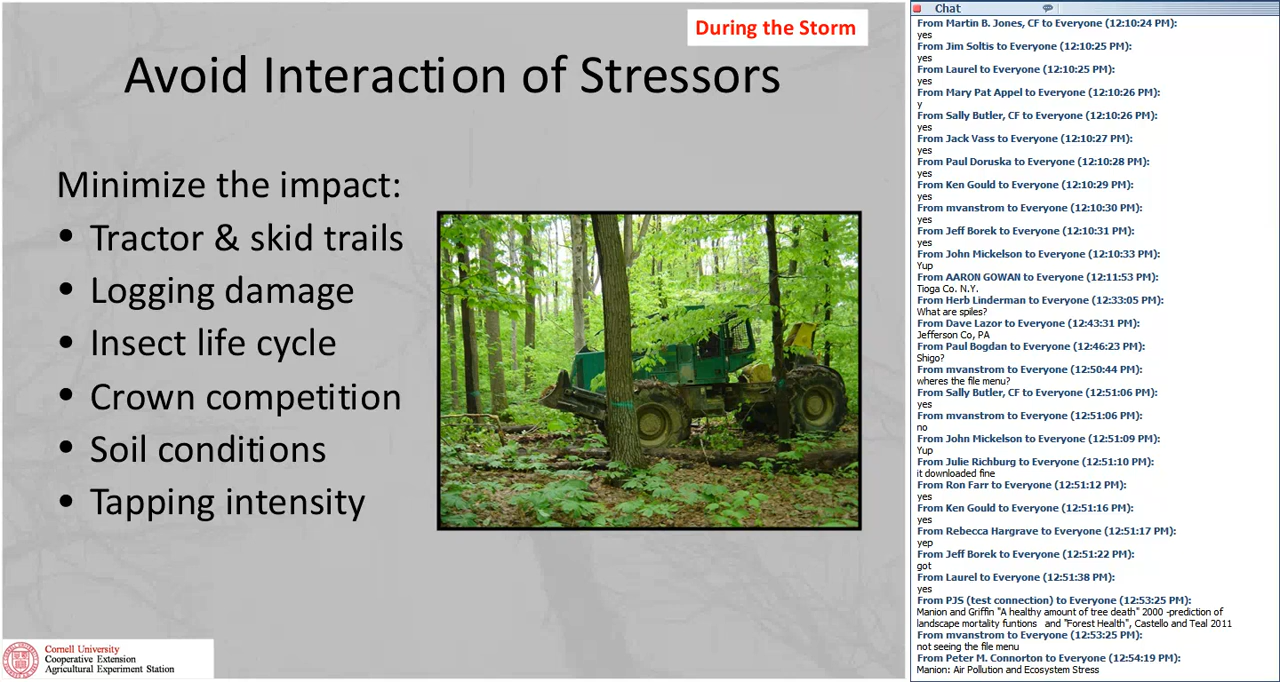 During the Storm
Avoid Interaction of Stressors
Minimize the impact:
• Tractor & skid trails
• Logging damage
• Insect life cycle
• Crown competition
• Soil conditions
• Tapping intensity
Cornell University
Cooperative Extension
Agricultural Experiment Station
Chat
From Martin B. Jones, CF to Everyone (12:10:24 PM):
yes
From Jim Soltis to Everyone (12:10:25 PM):
yes
From Laurel to Everyone (12:10:25 PM):
yes
From Mary Pat Appel to Everyone (12:10:26 PM):
y
From Sally Butler, CF to Everyone (12:10:26 PM):
yes
From Jack Vass to Everyone (12:10:27 PM):
yes
From Paul Doruska to Everyone (12:10:28 PM):
yes
From Ken Gould to Everyone (12:10:29 PM):
yes
From mvanstrom to Everyone (12:10:30 PM):
yes
From Jeff Borek to Everyone (12:10:31 PM):
yes
From John Mickelson to Everyone (12:10:33 PM):
Yup
From AARON GOWAN to Everyone (12:11:53 PM):
Tioga Co. N.Y.
From Herb Linderman to Everyone (12:33:05 PM):
What are spiles?
From Dave Lazor to Everyone (12:43:31 PM):
Jefferson Co, PA
From Paul Bogdan to Everyone (12:46:23 PM):
Shigo?
From mvanstrom to Everyone (12:50:44 PM):
wheres the file menu?
From Sally Butler, CF to Everyone (12:51:06 PM):
yes
From mvanstrom to Everyone (12:51:06 PM):
no
From John Mickelson to Everyone (12:51:09 PM):
Yup
From Julie Richburg to Everyone (12:51:10 PM):
it downloaded fine
From Ron Farr to Everyone (12:51:12 PM):
yes
From Ken Gould to Everyone (12:51:16 PM):
yes
From Rebecca Hargrave to Everyone (12:51:17 PM):
yep
From Jeff Borek to Everyone (12:51:22 PM):
got
From Laurel to Everyone (12:51:38 PM):
yes
From PJS (test connection) to Everyone (12:53:25 PM):
Manion and Griffin "A healthy amount of tree death" 2000 -prediction of
landscape mortality funtions and "Forest Health", Castello and Teal 2011
From mvanstrom to Everyone (12:53:25 PM):
not seeing the file menu
From Peter M. Connorton to Everyone (12:54:19 PM):
Manion: Air Pollution and Ecosystem Stress